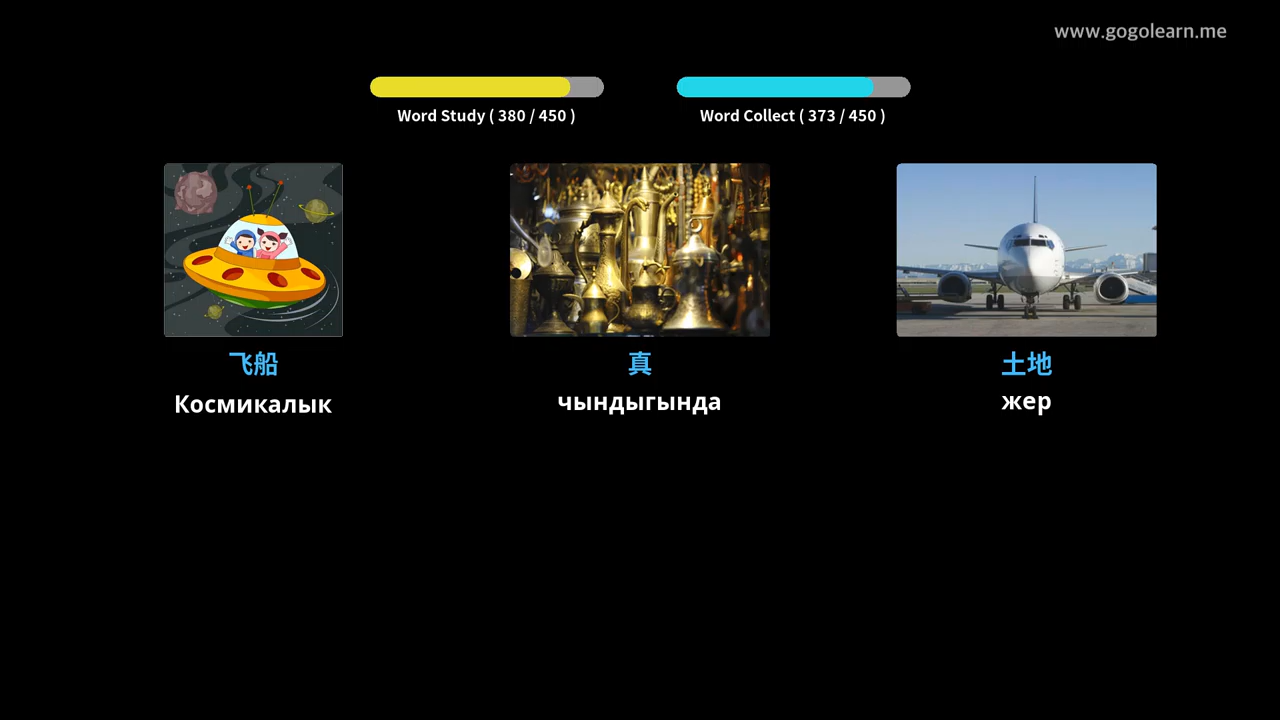 www.gogolearn.me
Word Study ( 380 / 450 )
Word Collect ( 373 / 450 )
飞船
真
土地
Космикалык
чындыгында
жер